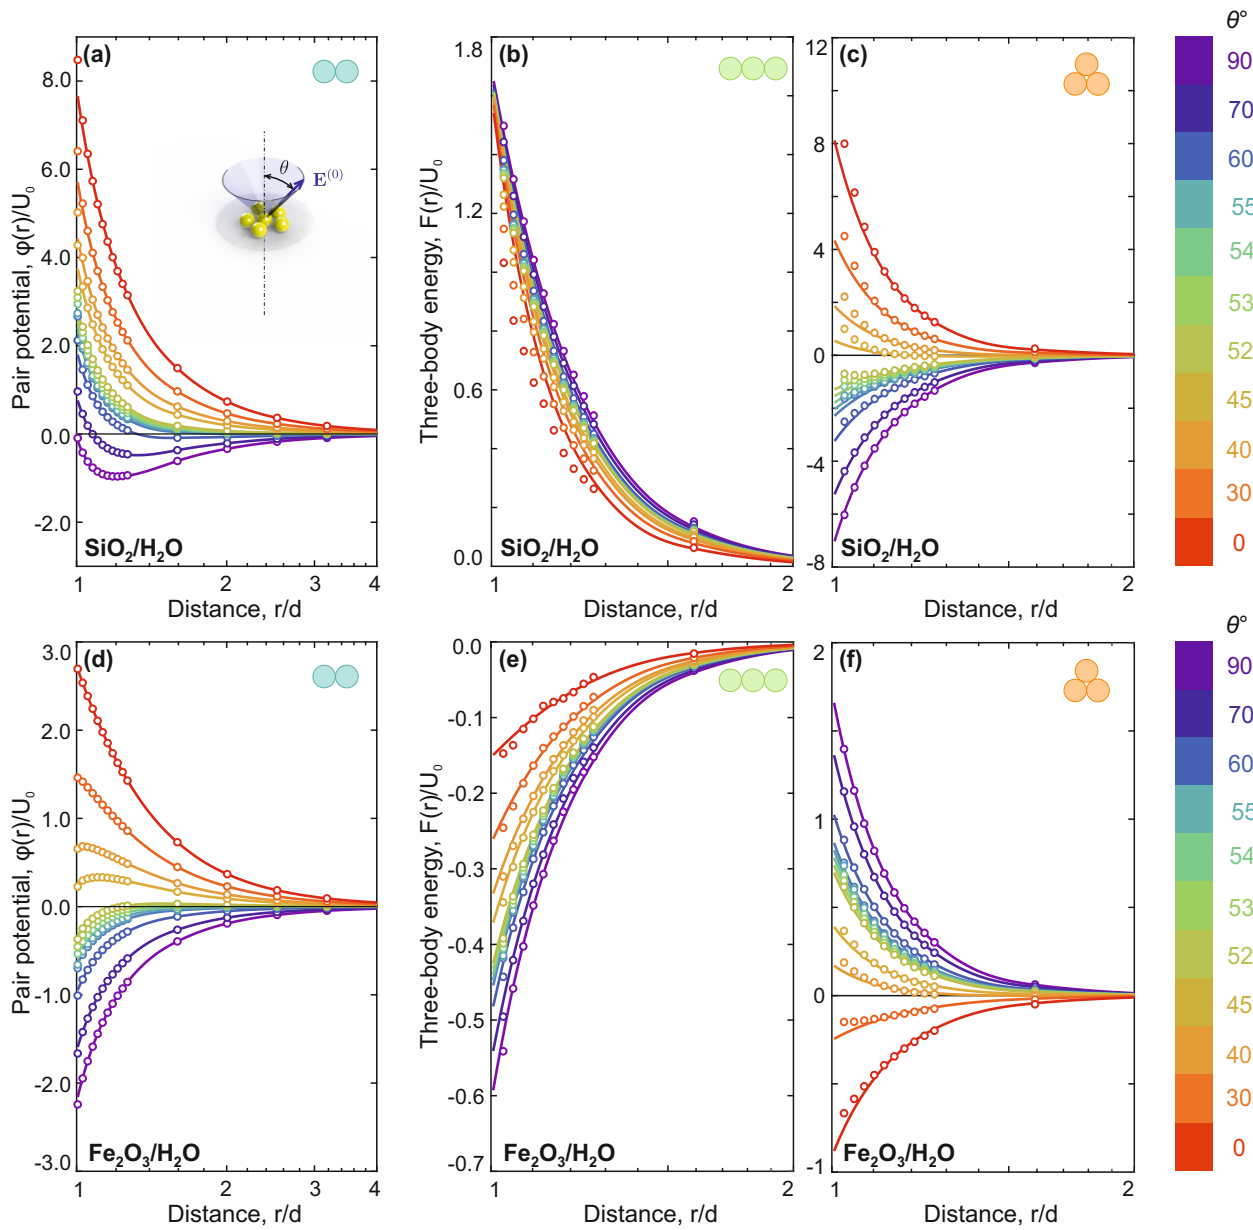 (a)
8.0
6.0
4.0
2.0
0.0
-2.0
Pair potential, φ(r)/U₀
θ
E⁽⁰⁾
SiO₂/H₂O
1 2 3 4
Distance, r/d
(b)
1.8
1.2
0.6
0.0
Three-body energy, F(r)/U₀
SiO₂/H₂O
1 2
Distance, r/d
(c)
12
8
4
0
-4
-8
SiO₂/H₂O
1 2
Distance, r/d
θ°
90
70
60
55
54
53
52
45
40
30
0
(d)
3.0
2.0
1.0
0.0
-1.0
-2.0
-3.0
Pair potential, φ(r)/U₀
Fe₂O₃/H₂O
1 2 3 4
Distance, r/d
(e)
0.0
-0.1
-0.2
-0.3
-0.4
-0.5
-0.6
-0.7
Three-body energy, F(r)/U₀
Fe₂O₃/H₂O
1 2
Distance, r/d
(f)
2
1
0
-1
Fe₂O₃/H₂O
1 2
Distance, r/d
θ°
90
70
60
55
54
53
52
45
40
30
0